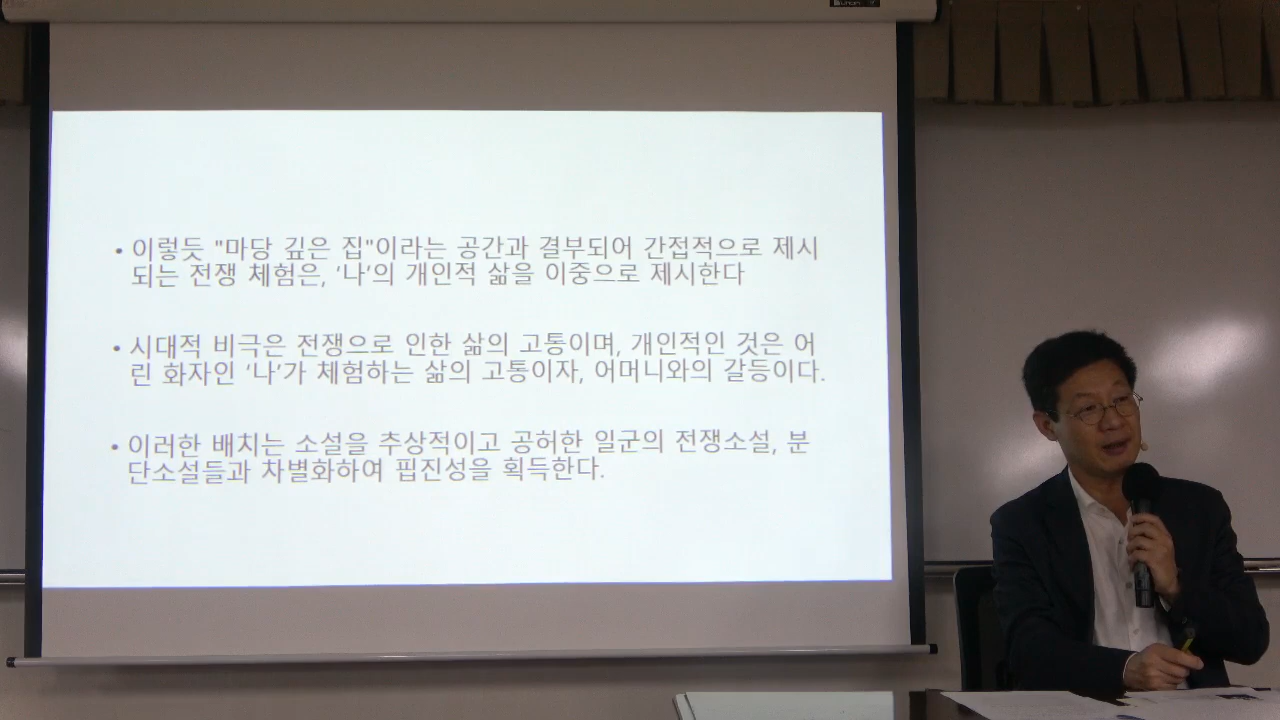 • 이렇듯 "마당 깊은 집"이라는 공간과 결부되어 간접적으로 제시
되는 전쟁 체험은, ‘나’의 개인적 삶을 이중으로 제시한다
• 시대적 비극은 전쟁으로 인한 삶의 고통이며, 개인적인 것은 어
린 화자인 ‘나’가 체험하는 삶의 고통이자, 어머니와의 갈등이다.
• 이러한 배치는 소설을 추상적이고 공허한 일군의 전쟁소설, 분
단소설들과 차별화하여 핍진성을 획득한다.